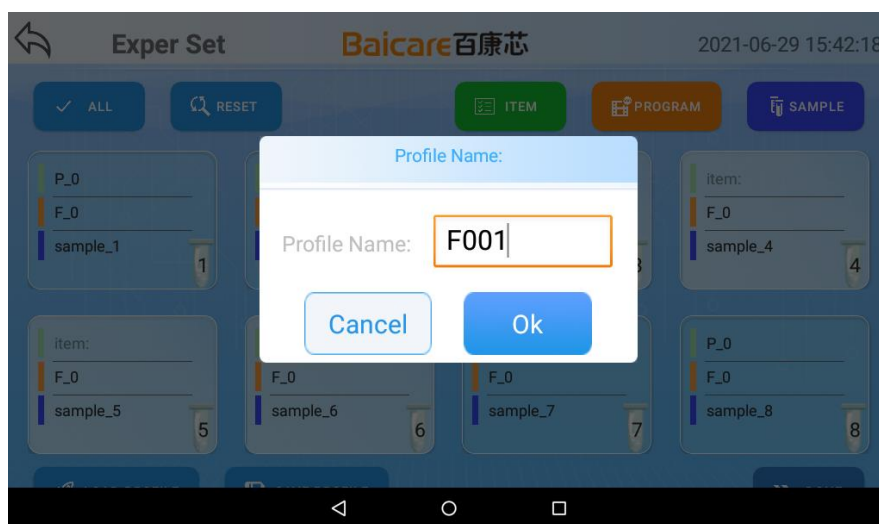 Exper Set
Baicare百康芯
2021-06-29 15:42:18
ALL
RESET
ITEM
PROGRAM
SAMPLE
Profile Name:
Profile Name: F001
Cancel
Ok
P_0
F_0
sample_1
1
3
item:
F_0
sample_4
4
item:
F_0
sample_5
5
F_0
sample_6
6
F_0
sample_7
7
P_0
F_0
sample_8
8